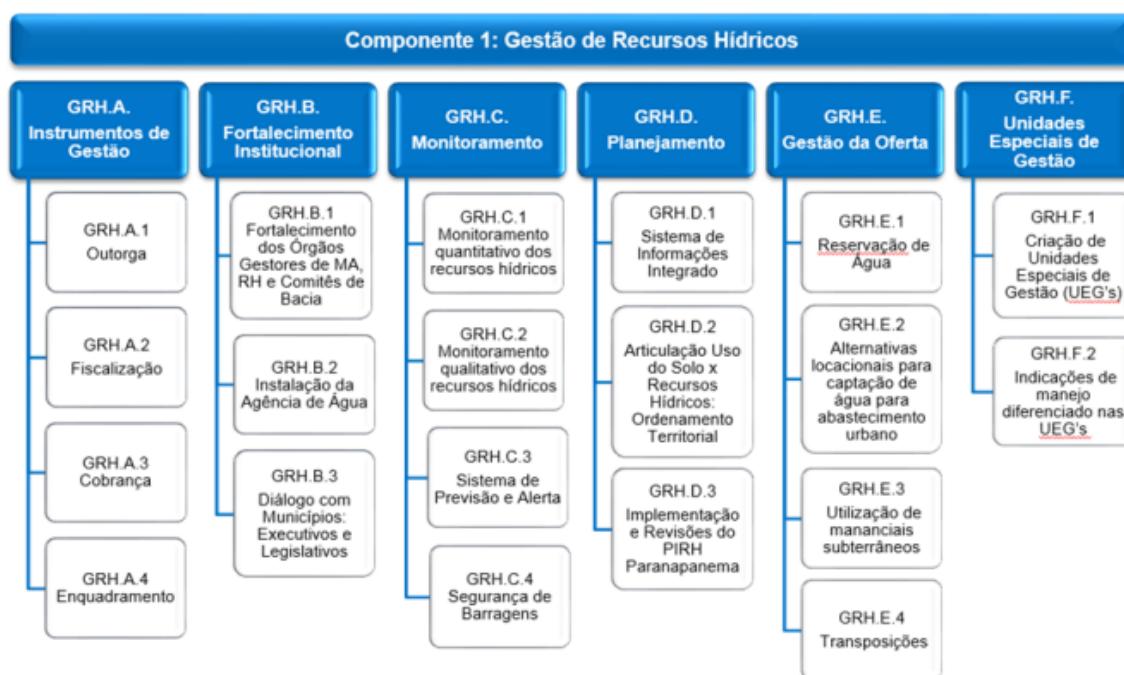 Componente 1: Gestão de Recursos Hídricos
GRH.A.
Instrumentos de
Gestão
GRH.A.1
Outorga
GRH.A.2
Fiscalização
GRH.A.3
Cobrança
GRH.A.4
Enquadramento
GRH.B.
Fortalecimento
Institucional
GRH.B.1
Fortalecimento
dos Órgãos
Gestores de MA,
RH e Comitês de
Bacia
GRH.B.2
Instalação da
Agência de Água
GRH.B.3
Diálogo com
Municípios:
Executivos e
Legislativos
GRH.C.
Monitoramento
GRH.C.1
Monitoramento
quantitativo dos
recursos hídricos
GRH.C.2
Monitoramento
qualitativo dos
recursos hídricos
GRH.C.3
Sistema de
Previsão e Alerta
GRH.C.4
Segurança de
Barragens
GRH.D.
Planejamento
GRH.D.1
Sistema de
Informações
Integrado
GRH.D.2
Articulação Uso
do Solo x
Recursos
Hídricos:
Ordenamento
Territorial
GRH.D.3
Implementação
e Revisões do
PIRH
Paranapanema
GRH.E.
Gestão da Oferta
GRH.E.1
Reservação de
Água
GRH.E.2
Alternativas
locacionais para
captação de
água para
abastecimento
urbano
GRH.E.3
Utilização de
mananciais
subterrâneos
GRH.E.4
Transposições
GRH.F.
Unidades
Especiais de
Gestão
GRH.F.1
Criação de
Unidades
Especiais de
Gestão (UEG's)
GRH.F.2
Indicações de
manejo
diferenciado nas
UEG's